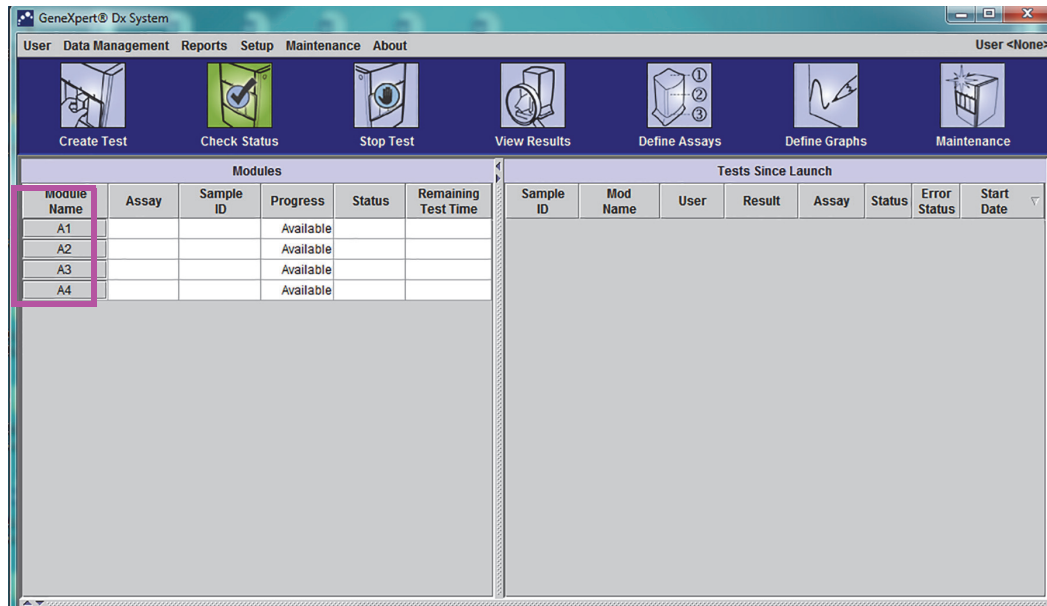 GeneXpert® Dx System
User Data Management Reports Setup Maintenance About User <None>
Create Test Check Status Stop Test View Results Define Assays Define Graphs Maintenance
① ② ③
Modules Tests Since Launch
Module Name Assay Sample ID Progress Status Remaining Test Time Sample ID Mod Name User Result Assay Status Error Status Start Date
A1 Available
A2 Available
A3 Available
A4 Available